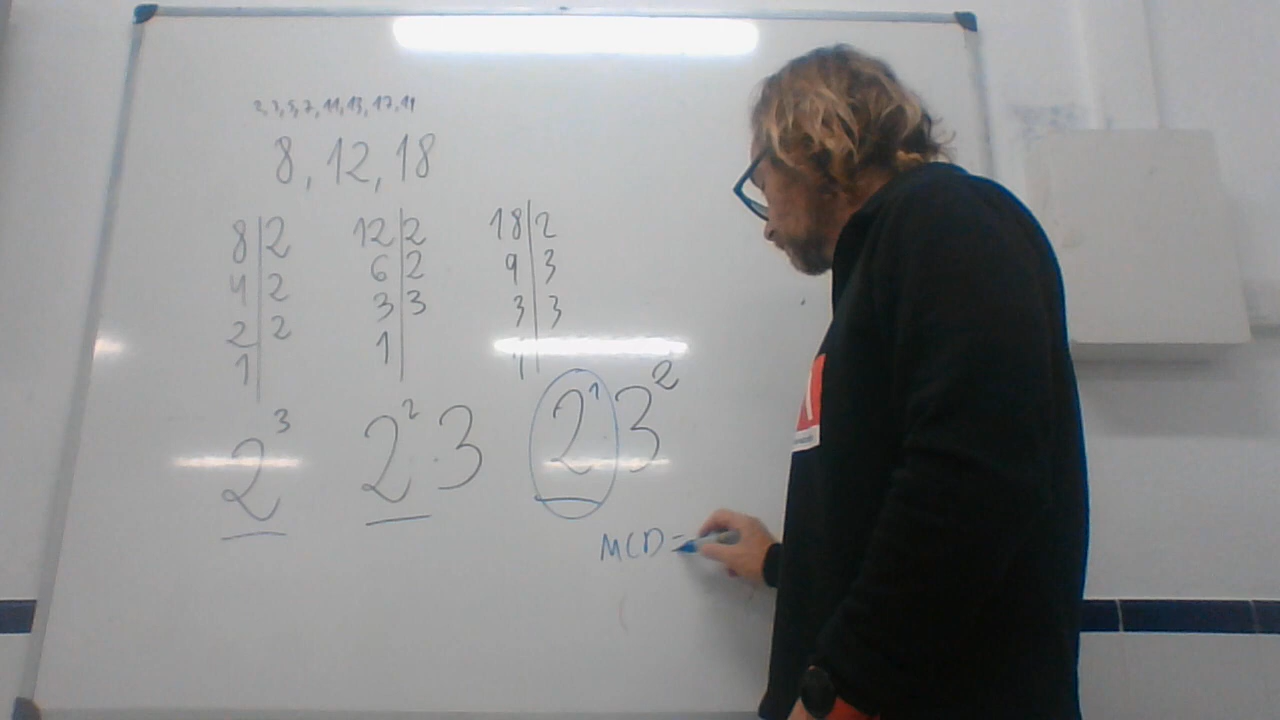 2, 3, 5, 7, 11, 13, 17, 19
8, 12, 18
8 | 2
4 | 2
2 | 2
1
12 | 2
6 | 2
3 | 3
1
18 | 2
9 | 3
3 | 3
1
2³
2² · 3
2¹ 3²
MCD =